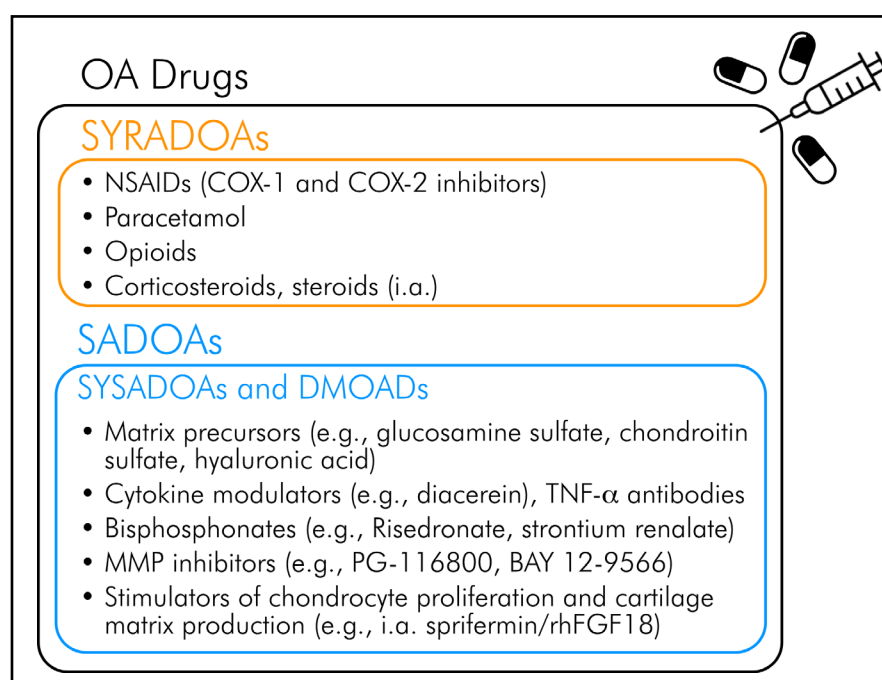 OA Drugs
SYRADOAs
• NSAIDs (COX-1 and COX-2 inhibitors)
• Paracetamol
• Opioids
• Corticosteroids, steroids (i.a.)
SADOAs
SYSADOAs and DMOADs
• Matrix precursors (e.g., glucosamine sulfate, chondroitin
sulfate, hyaluronic acid)
• Cytokine modulators (e.g., diacerein), TNF-α antibodies
• Bisphosphonates (e.g., Risedronate, strontium renalate)
• MMP inhibitors (e.g., PG-116800, BAY 12-9566)
• Stimulators of chondrocyte proliferation and cartilage
matrix production (e.g., i.a. sprifermin/rhFGF18)